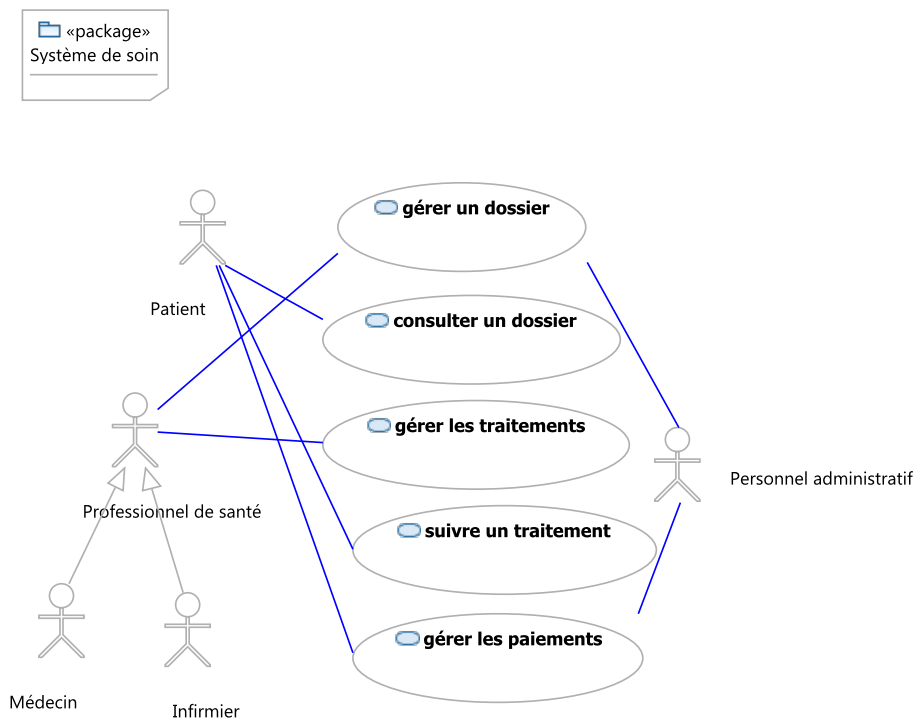 «package»
Système de soin
gérer un dossier
Patient
consulter un dossier
gérer les traitements
Personnel administratif
Professionnel de santé
suivre un traitement
gérer les paiements
Médecin
Infirmier